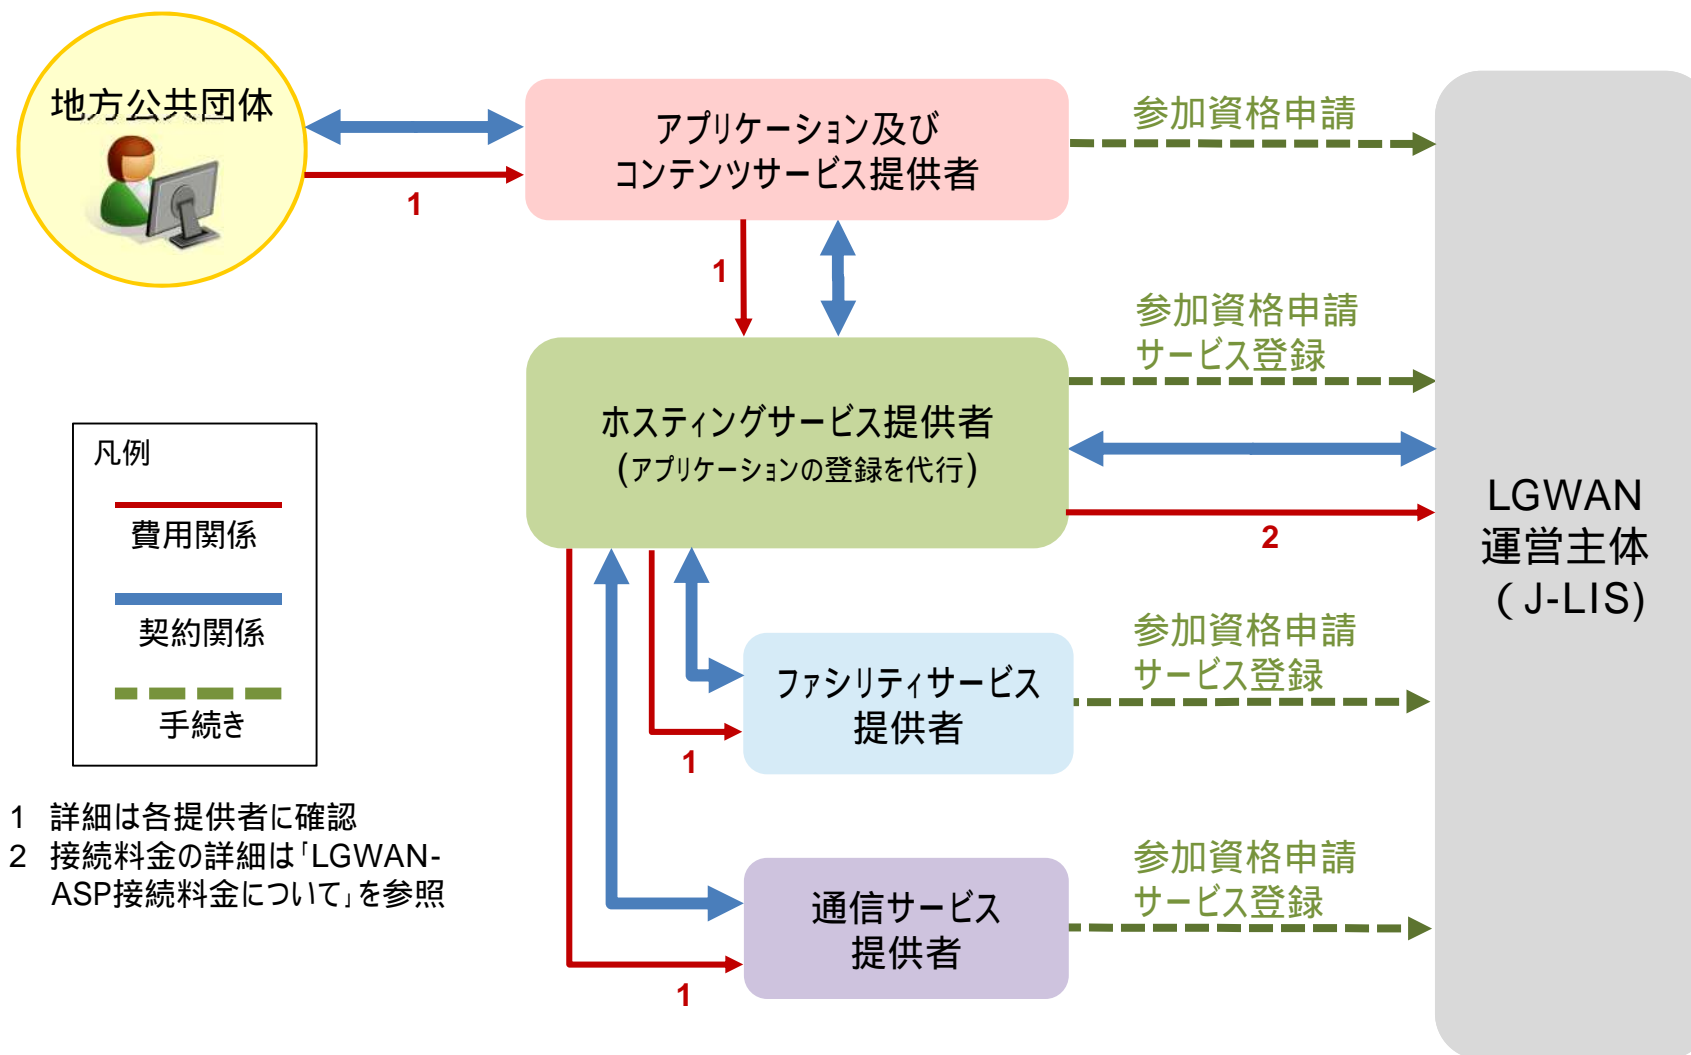 地方公共団体
アプリケーション及び
コンテンツサービス提供者
参加資格申請
1
1
参加資格申請
サービス登録
ホスティングサービス提供者
(アプリケーションの登録を代行)
2
LGWAN
運営主体
(J-LIS)
凡例
費用関係
契約関係
手続き
ファシリティサービス
提供者
1
参加資格申請
サービス登録
通信サービス
提供者
1
参加資格申請
サービス登録
1 詳細は各提供者に確認
2 接続料金の詳細は「LGWAN-
ASP接続料金について」を参照